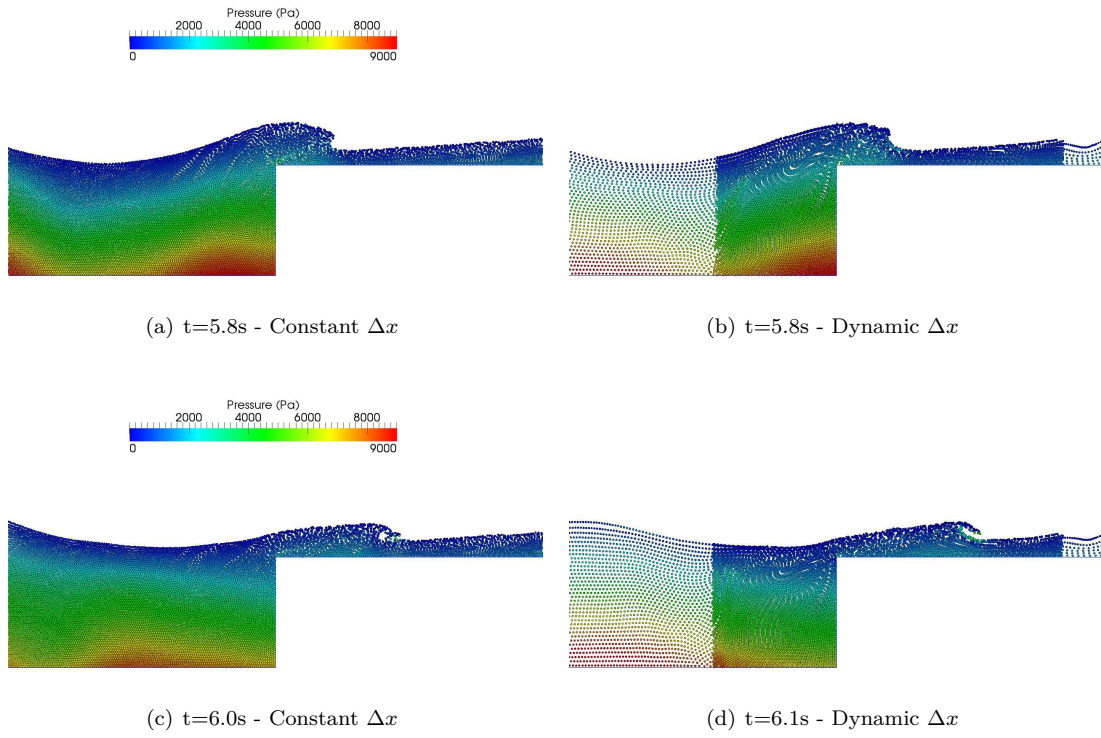 Pressure (Pa)
2000 4000 6000 8000
0 9000
(a) t=5.8s - Constant Δx
(b) t=5.8s - Dynamic Δx
Pressure (Pa)
2000 4000 6000 8000
0 9000
(c) t=6.0s - Constant Δx
(d) t=6.1s - Dynamic Δx